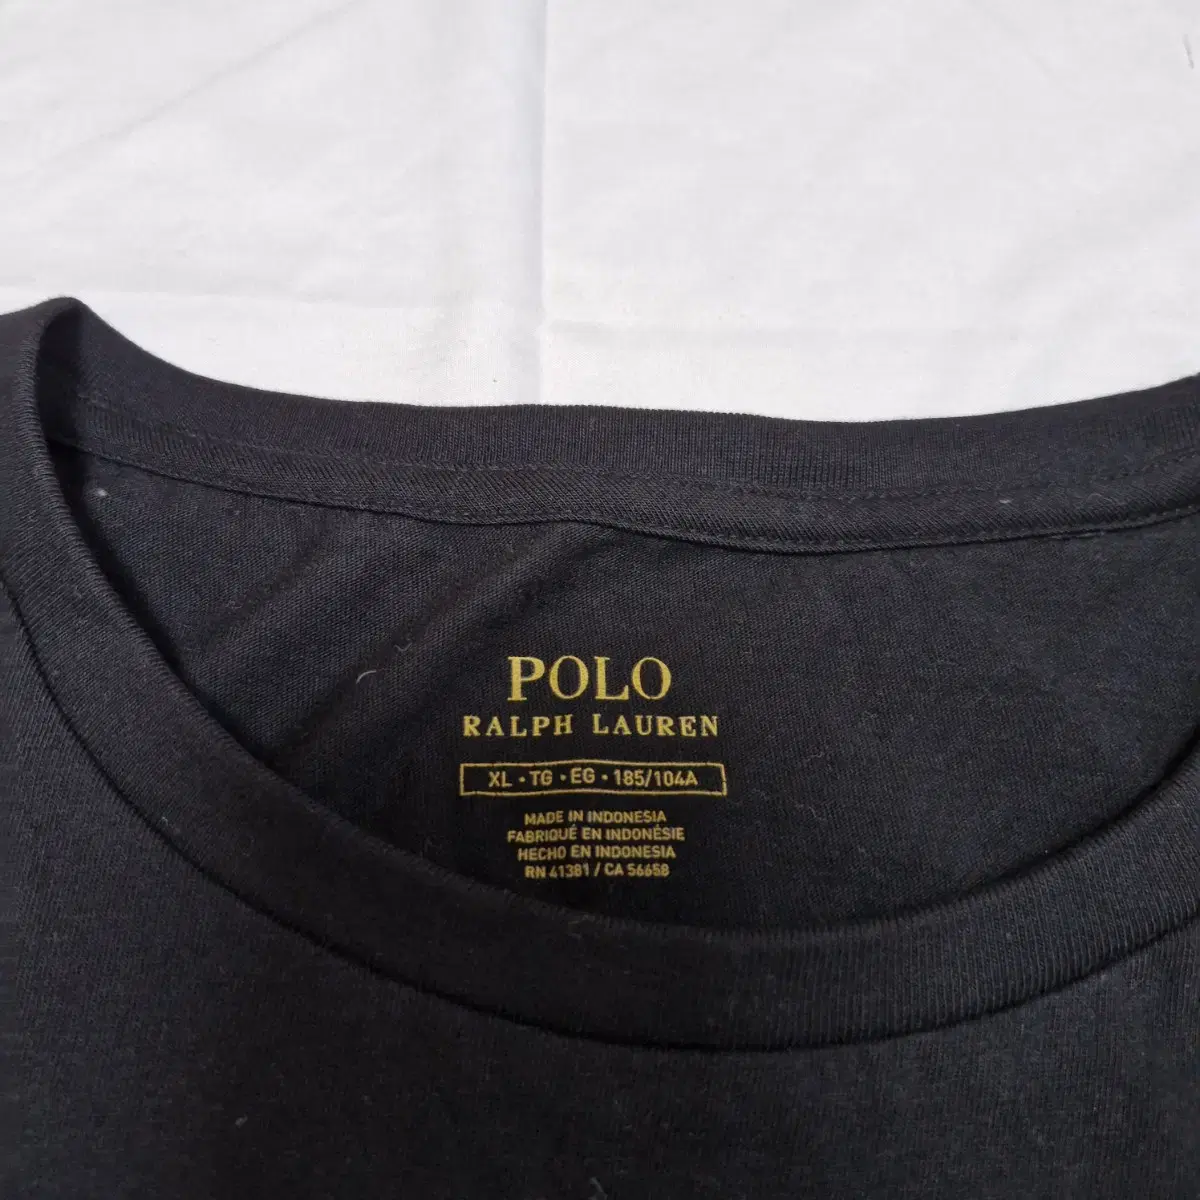 POLO
RALPH LAUREN
XL • TG • EG • 185/104A
MADE IN INDONESIA
FABRIQUÉ EN INDONÉSIE
HECHO EN INDONESIA
RN 41381 / CA 56658